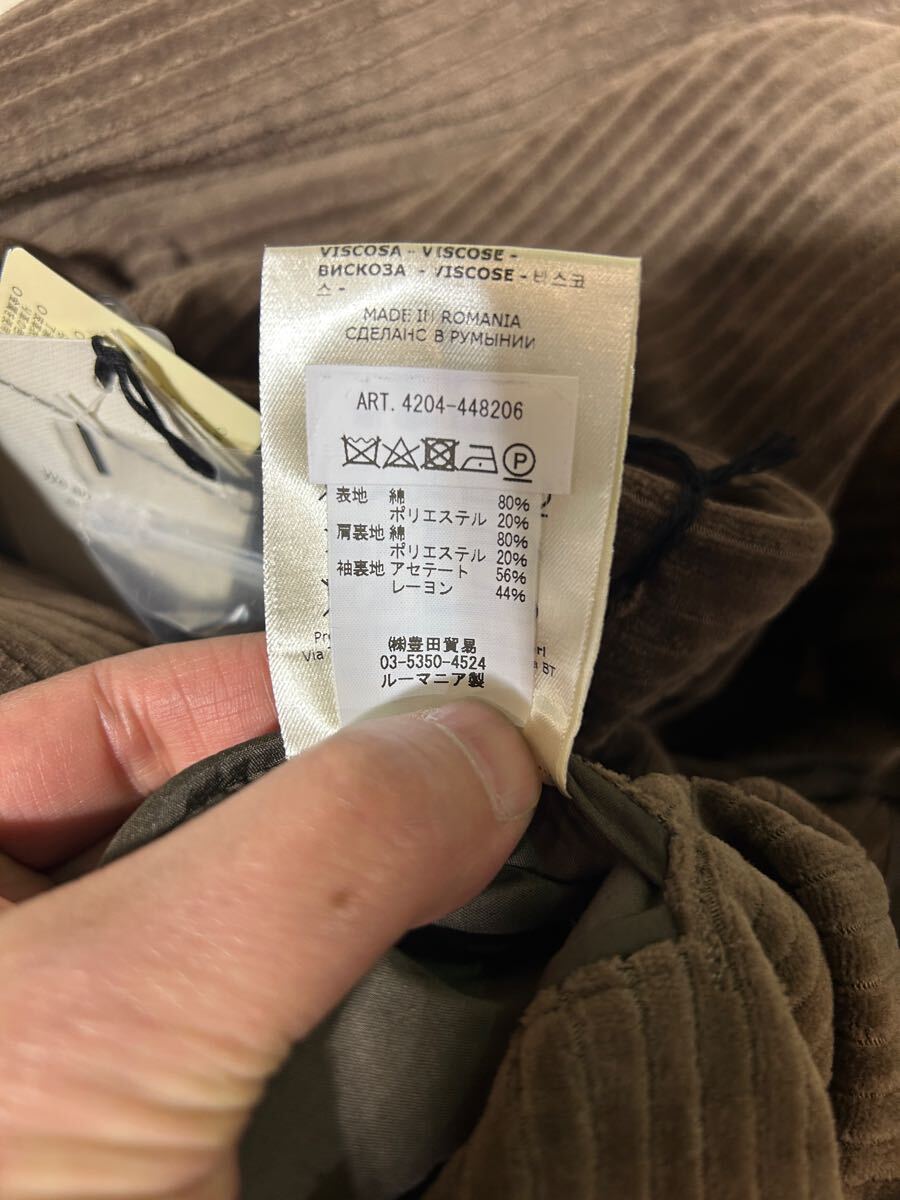 VISCOSA - VISCOSE -
ВИСКОЗА - VISCOSE - 비스코
스 -
MADE IN ROMANIA
СДЕЛАНО В РУМЫНИИ
ART. 4204-448206
P
表地 綿 80%
ポリエステル 20%
肩裏地 綿 80%
ポリエステル 20%
袖裏地 アセテート 56%
レーヨン 44%
㈱豊田貿易
03-5350-4524
ルーマニア製
Via
BT